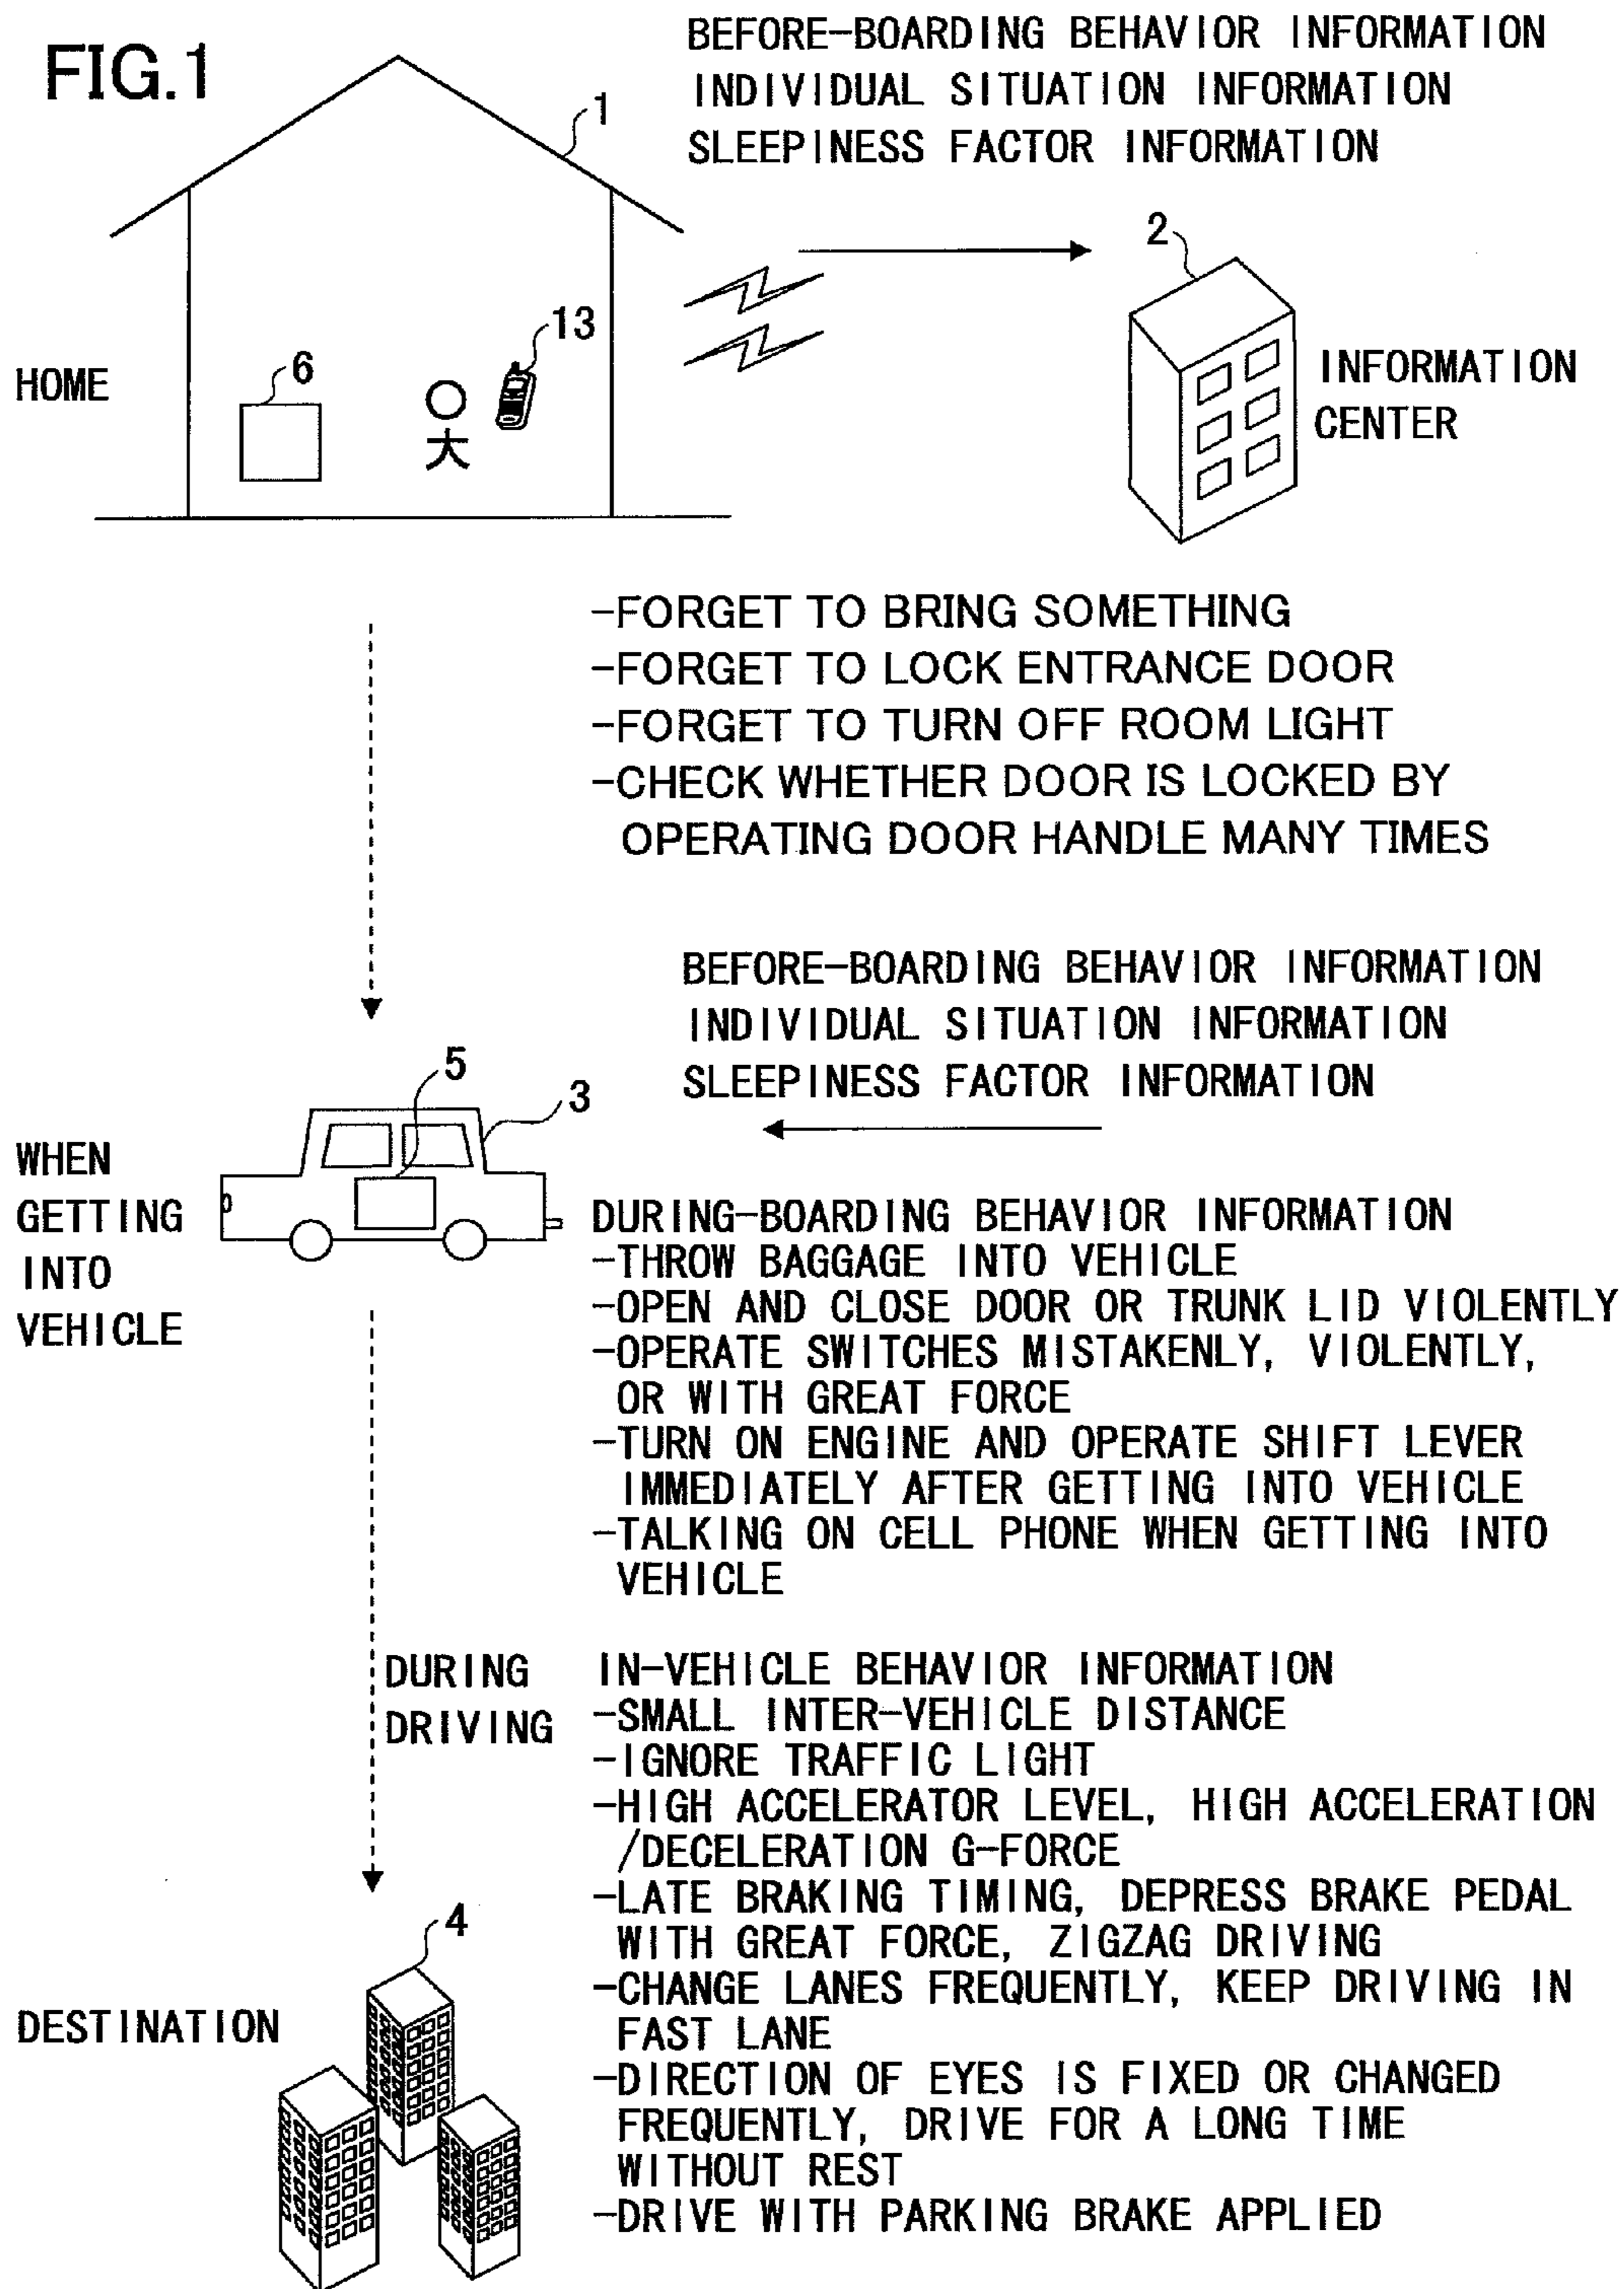 FIG.1
BEFORE-BOARDING BEHAVIOR INFORMATION
INDIVIDUAL SITUATION INFORMATION
SLEEPINESS FACTOR INFORMATION
1
2
13
6
HOME
INFORMATION
CENTER
-FORGET TO BRING SOMETHING
-FORGET TO LOCK ENTRANCE DOOR
-FORGET TO TURN OFF ROOM LIGHT
-CHECK WHETHER DOOR IS LOCKED BY
OPERATING DOOR HANDLE MANY TIMES
BEFORE-BOARDING BEHAVIOR INFORMATION
INDIVIDUAL SITUATION INFORMATION
SLEEPINESS FACTOR INFORMATION
5
3
WHEN
GETTING
INTO
VEHICLE
DURING-BOARDING BEHAVIOR INFORMATION
-THROW BAGGAGE INTO VEHICLE
-OPEN AND CLOSE DOOR OR TRUNK LID VIOLENTLY
-OPERATE SWITCHES MISTAKENLY, VIOLENTLY,
OR WITH GREAT FORCE
-TURN ON ENGINE AND OPERATE SHIFT LEVER
IMMEDIATELY AFTER GETTING INTO VEHICLE
-TALKING ON CELL PHONE WHEN GETTING INTO
VEHICLE
DURING
DRIVING
IN-VEHICLE BEHAVIOR INFORMATION
-SMALL INTER-VEHICLE DISTANCE
-IGNORE TRAFFIC LIGHT
-HIGH ACCELERATOR LEVEL, HIGH ACCELERATION
/DECELERATION G-FORCE
-LATE BRAKING TIMING, DEPRESS BRAKE PEDAL
WITH GREAT FORCE, ZIGZAG DRIVING
-CHANGE LANES FREQUENTLY, KEEP DRIVING IN
FAST LANE
-DIRECTION OF EYES IS FIXED OR CHANGED
FREQUENTLY, DRIVE FOR A LONG TIME
WITHOUT REST
-DRIVE WITH PARKING BRAKE APPLIED
4
DESTINATION